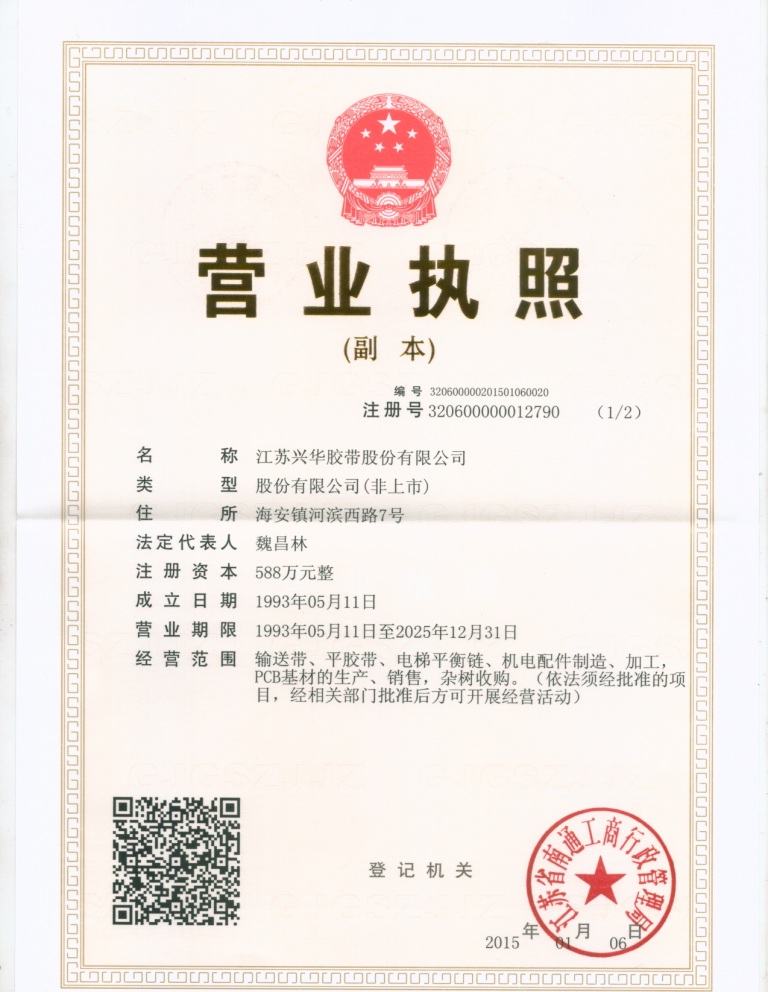 营业执照
(副 本)
编 号 320600000201501060020
注册号 320600000012790 (1/2)
名 称 江苏兴华胶带股份有限公司
类 型 股份有限公司(非上市)
住 所 海安镇河滨西路7号
法定代表人 魏昌林
注册资本 588万元整
成立日期 1993年05月11日
营业期限 1993年05月11日至2025年12月31日
经营范围 输送带、平胶带、电梯平衡链、机电配件制造、加工，
PCB基材的生产、销售，杂树收购。（依法须经批准的项
目，经相关部门批准后方可开展经营活动）
江苏省南通工商行政管理局
登记机关
2015年01月06日